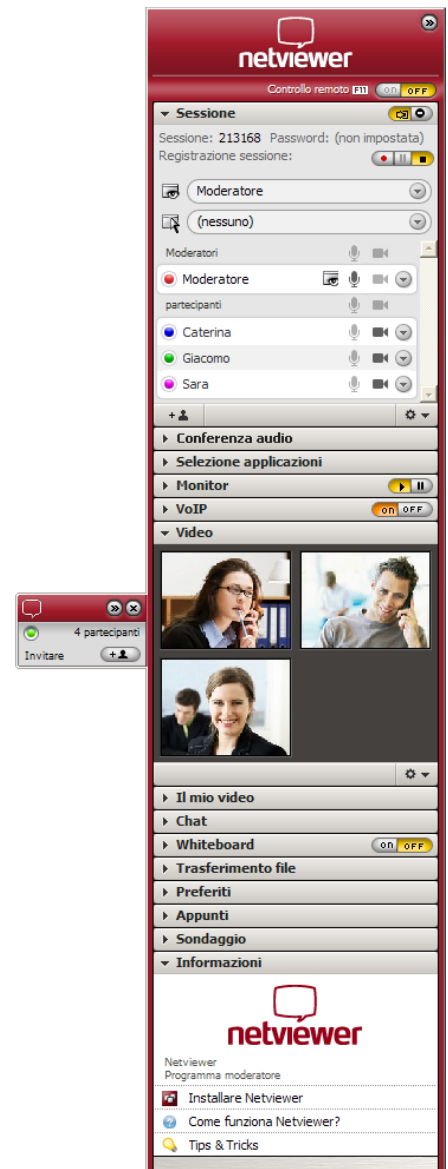 netviewer
Controllo remoto F11 on OFF
Sessione
Sessione: 213168 Password: (non impostata)
Registrazione sessione:
Moderatore
(nessuno)
Moderatori
Moderatore
partecipanti
Caterina
Giacomo
Sara
Conferenza audio
Selezione applicazioni
Monitor
VoIP on OFF
Video
4 partecipanti
Invitare
Il mio video
Chat
Whiteboard on OFF
Trasferimento file
Preferiti
Appunti
Sondaggio
Informazioni
netviewer
Netviewer
Programma moderatore
Installare Netviewer
Come funziona Netviewer?
Tips & Tricks